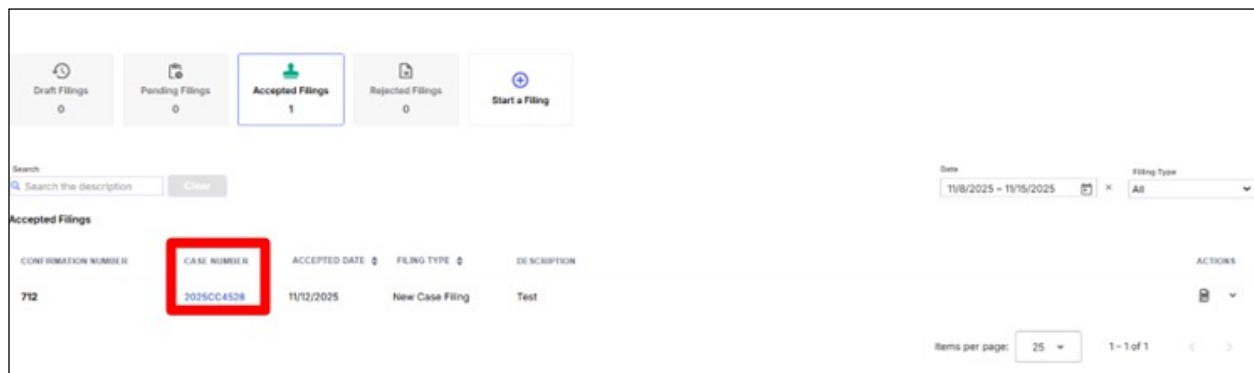 Draft Filings
0
Pending Filings
0
Accepted Filings
1
Rejected Filings
0
Start a Filing
Search
Search the description
Clear
Date
11/8/2025 – 11/15/2025
Filing Type
All
Accepted Filings
CONFIRMATION NUMBER CASE NUMBER ACCEPTED DATE FILING TYPE DESCRIPTION ACTIONS
712 2025CC4528 11/12/2025 New Case Filing Test
Items per page: 25 1 – 1 of 1